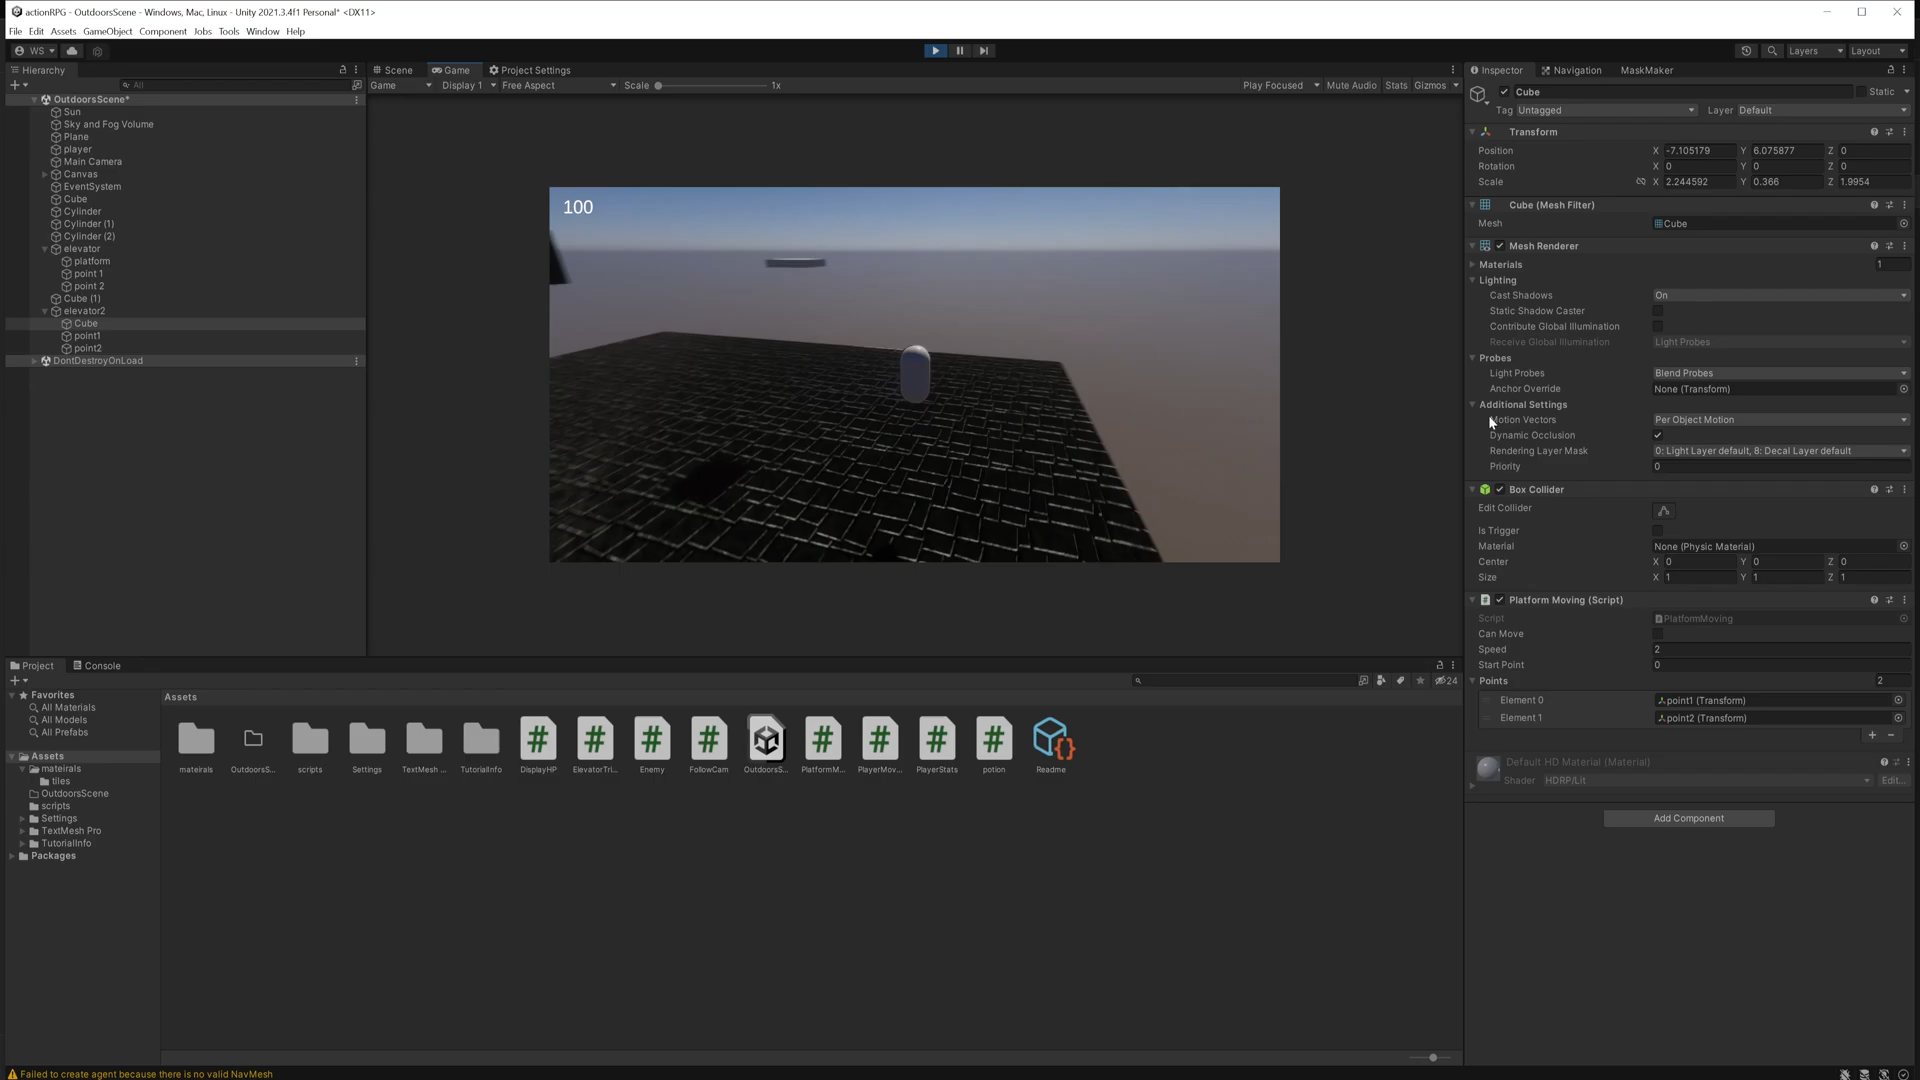 actionRPG - OutdoorsScene - Windows, Mac, Linux - Unity 2021.3.4f1 Personal* <DX11>
File Edit Assets GameObject Component Jobs Tools Window Help
WS Layers Layout
Hierarchy
All
OutdoorsScene*
Sun
Sky and Fog Volume
Plane
player
Main Camera
Canvas
EventSystem
Cube
Cylinder
Cylinder (1)
Cylinder (2)
elevator
platform
point 1
point 2
Cube (1)
elevator2
Cube
point1
point2
DontDestroyOnLoad
Scene Game Project Settings
Game Display 1 Free Aspect Scale 1x Play Focused Mute Audio Stats Gizmos
100
Inspector Navigation MaskMaker
Cube Static
Tag Untagged Layer Default
Transform
Position X -7.105179 Y 6.075877 Z 0
Rotation X 0 Y 0 Z 0
Scale X 2.244592 Y 0.366 Z 1.9954
Cube (Mesh Filter)
Mesh Cube
Mesh Renderer
Materials 1
Lighting
Cast Shadows On
Static Shadow Caster
Contribute Global Illumination
Receive Global Illumination Light Probes
Probes
Light Probes Blend Probes
Anchor Override None (Transform)
Additional Settings
Motion Vectors Per Object Motion
Dynamic Occlusion
Rendering Layer Mask 0: Light Layer default, 8: Decal Layer default
Priority 0
Box Collider
Edit Collider
Is Trigger
Material None (Physic Material)
Center X 0 Y 0 Z 0
Size X 1 Y 1 Z 1
Platform Moving (Script)
Script PlatformMoving
Can Move
Speed 2
Start Point 0
Points 2
Element 0 point1 (Transform)
Element 1 point2 (Transform)
Default HD Material (Material)
Shader HDRP/Lit Edit...
Add Component
Project Console
24
Favorites
All Materials
All Models
All Prefabs
Assets
mateirals
tiles
OutdoorsScene
scripts
Settings
TextMesh Pro
TutorialInfo
Packages
Assets
mateirals OutdoorsS... scripts Settings TextMesh ... TutorialInfo DisplayHP ElevatorTri... Enemy FollowCam OutdoorsS... PlatformM... PlayerMov... PlayerStats potion Readme
Failed to create agent because there is no valid NavMesh